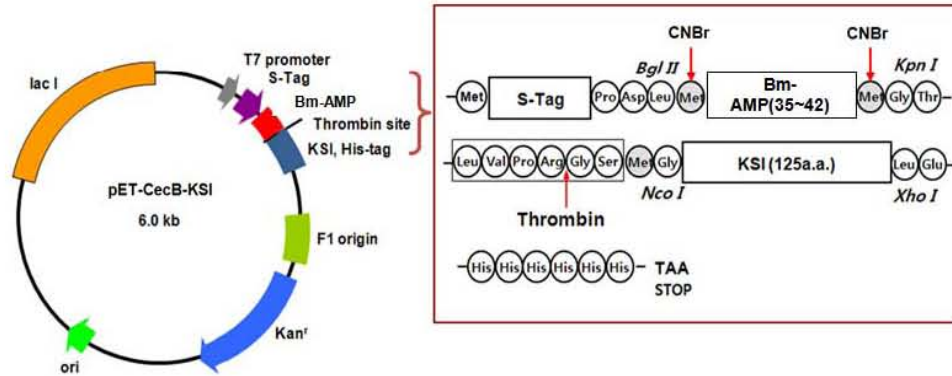 lac I
T7 promoter
S-Tag
Bm-AMP
Thrombin site
KSI, His-tag
pET-CecB-KSI
6.0 kb
F1 origin
Kanr
ori
CNBr
CNBr
Bgl II
Kpn I
Met
S-Tag
Pro Asp Leu Met
Bm-
AMP(35~42)
Met Gly Thr
Leu Val Pro Arg Gly Ser Met Gly
KSI (125a.a.)
Leu Glu
Nco I
Xho I
Thrombin
His His His His His His
TAA
STOP